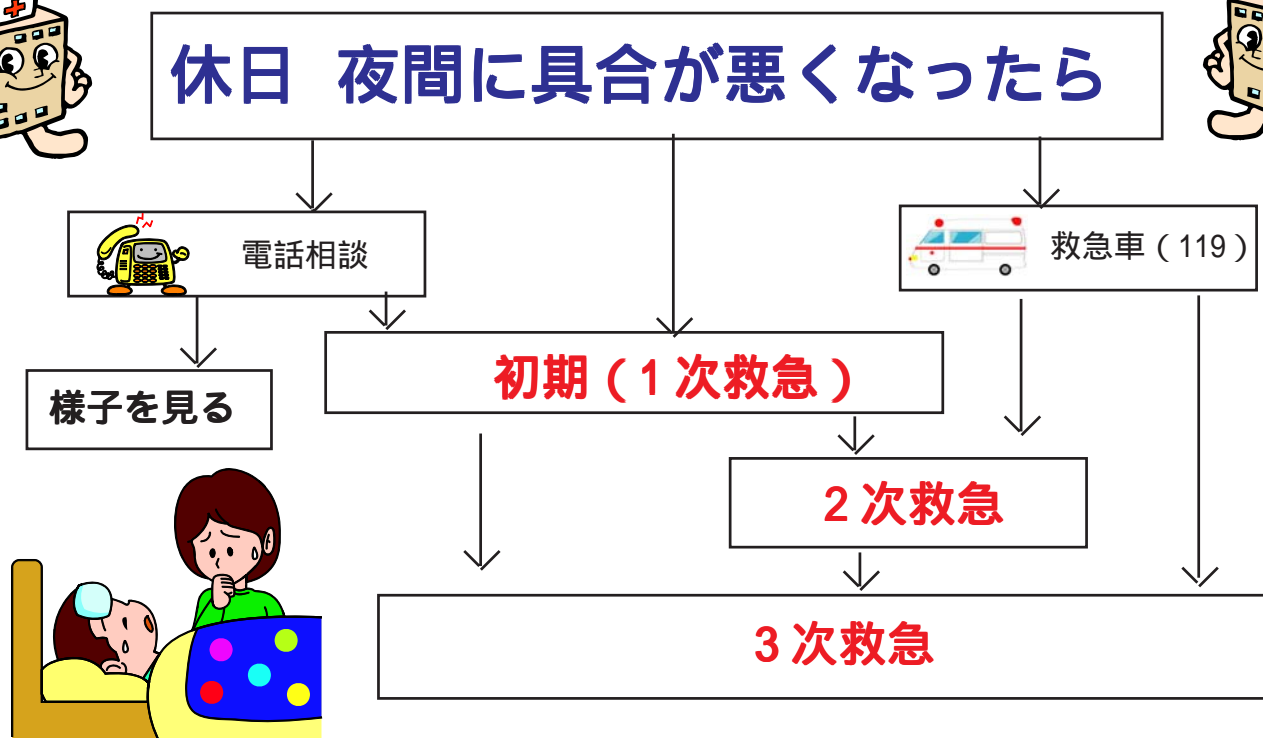 休日 夜間に具合が悪くなったら
電話相談
救急車（119）
初期（1次救急）
様子を見る
2次救急
3次救急